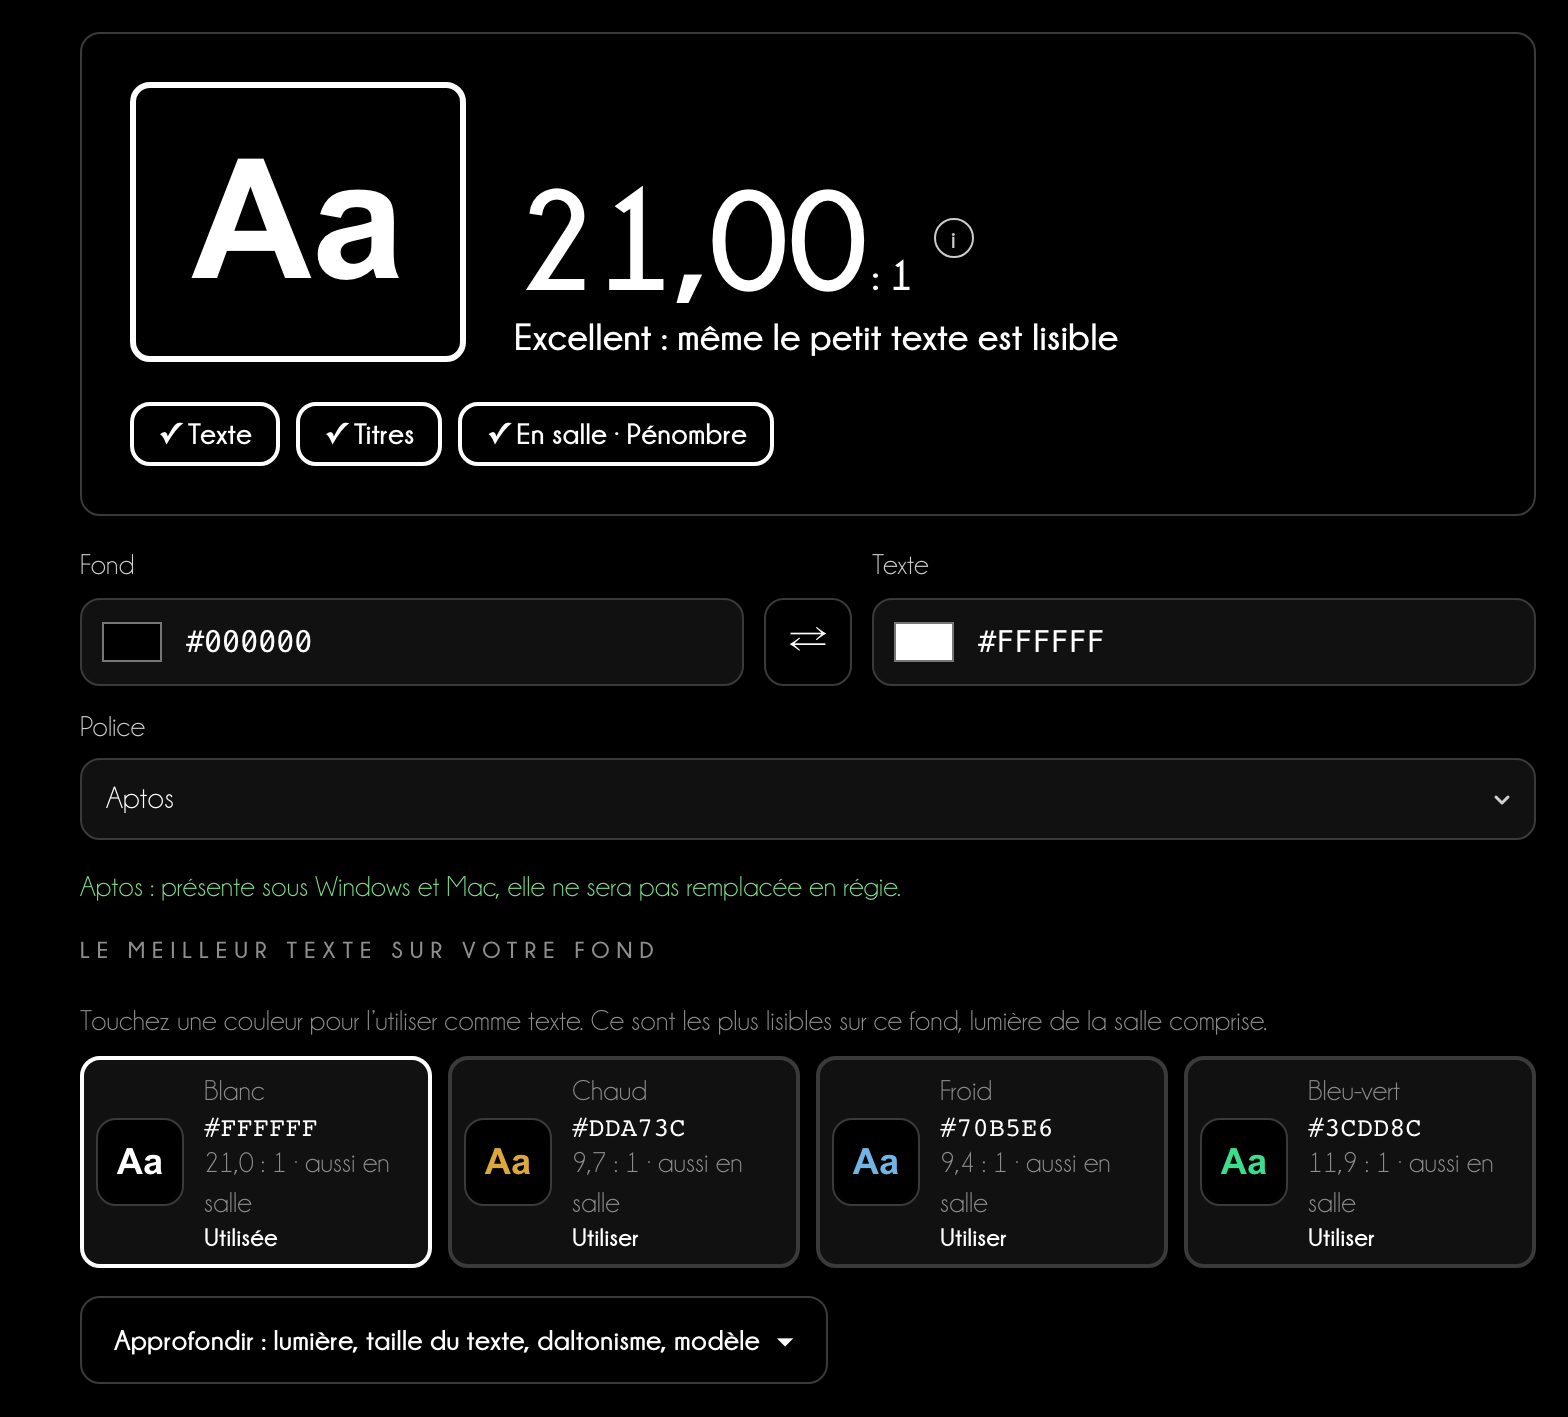 Aa
21,00 : 1 i
Excellent : même le petit texte est lisible
✓ Texte
✓ Titres
✓ En salle · Pénombre
Fond
#000000
⇄
Texte
#FFFFFF
Police
Aptos
Aptos : présente sous Windows et Mac, elle ne sera pas remplacée en régie.
LE MEILLEUR TEXTE SUR VOTRE FOND
Touchez une couleur pour l'utiliser comme texte. Ce sont les plus lisibles sur ce fond, lumière de la salle comprise.
Aa
Blanc
#FFFFFF
21,0 : 1 · aussi en
salle
Utilisée
Aa
Chaud
#DDA73C
9,7 : 1 · aussi en
salle
Utiliser
Aa
Froid
#70B5E6
9,4 : 1 · aussi en
salle
Utiliser
Aa
Bleu-vert
#3CDD8C
11,9 : 1 · aussi en
salle
Utiliser
Approfondir : lumière, taille du texte, daltonisme, modèle